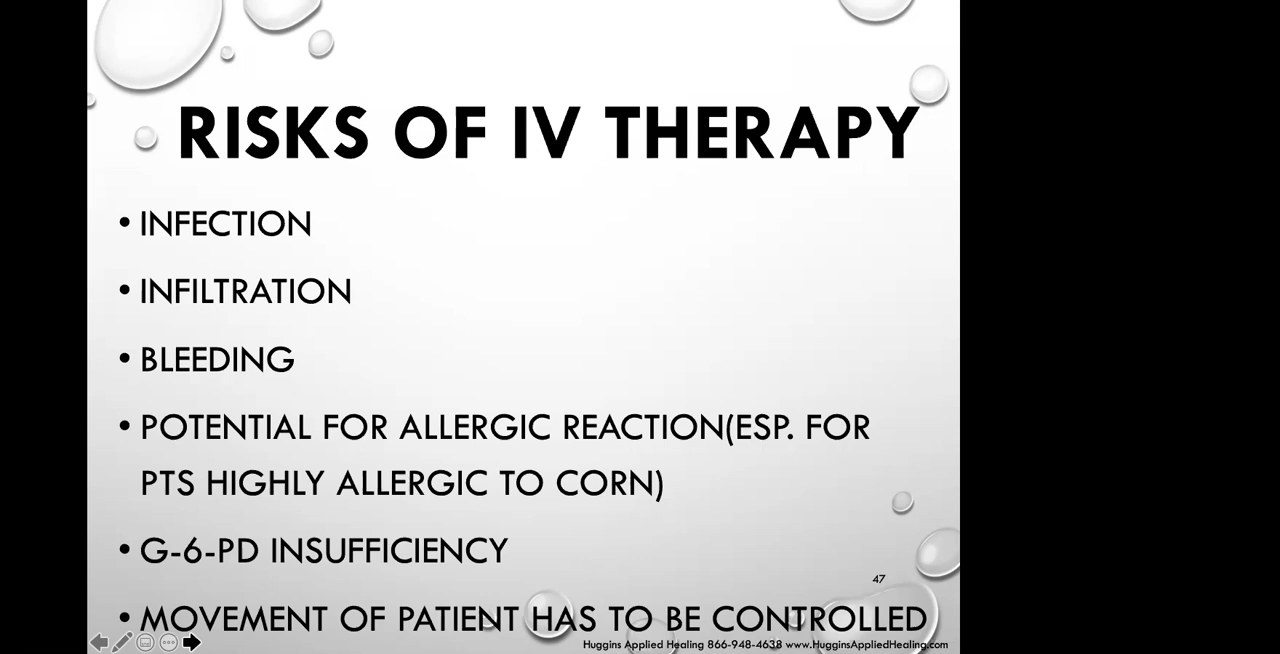 RISKS OF IV THERAPY
• INFECTION
• INFILTRATION
• BLEEDING
• POTENTIAL FOR ALLERGIC REACTION(ESP. FOR
PTS HIGHLY ALLERGIC TO CORN)
• G-6-PD INSUFFICIENCY
47
• MOVEMENT OF PATIENT HAS TO BE CONTROLLED
Huggins Applied Healing 866-948-4638 www.HugginsAppliedHealing.com